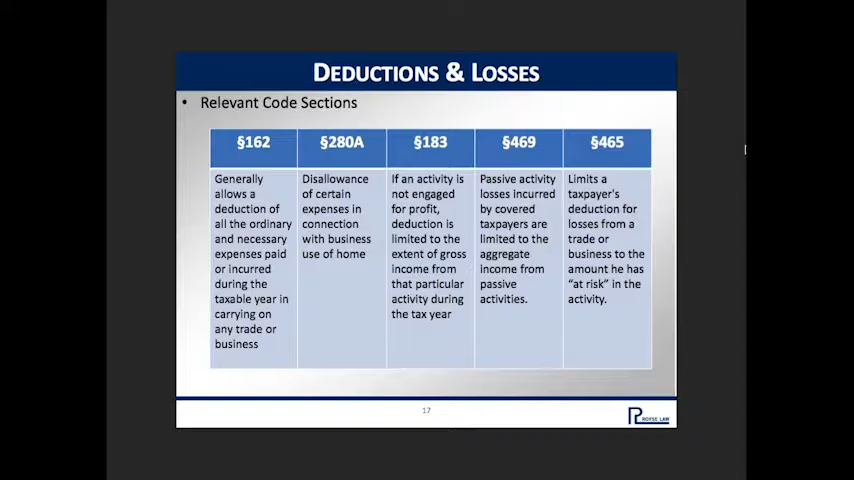 DEDUCTIONS & LOSSES
• Relevant Code Sections
§162
Generally
allows a
deduction of
all the ordinary
and necessary
expenses paid
or incurred
during the
taxable year in
carrying on
any trade or
business
§280A
Disallowance
of certain
expenses in
connection
with business
use of home
§183
If an activity is
not engaged
for profit,
deduction is
limited to the
extent of gross
income from
that particular
activity during
the tax year
§469
Passive activity
losses incurred
by covered
taxpayers are
limited to the
aggregate
income from
passive
activities.
§465
Limits a
taxpayer's
deduction for
losses from a
trade or
business to the
amount he has
“at risk” in the
activity.
17
ROYSE LAW